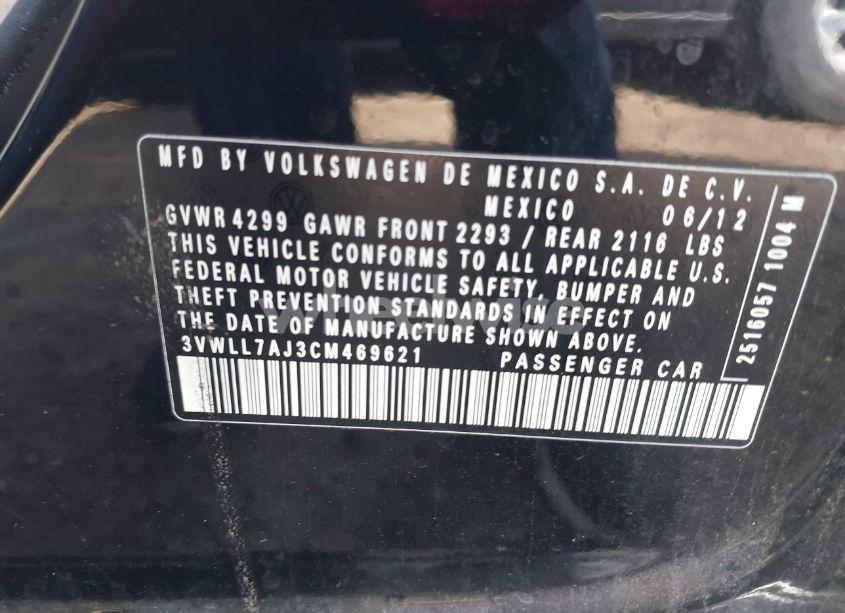 MFD BY VOLKSWAGEN DE MEXICO S.A. DE C.V.
MEXICO 06/12
GVWR 4299 GAWR FRONT 2293 / REAR 2116 LBS
THIS VEHICLE CONFORMS TO ALL APPLICABLE U.S.
FEDERAL MOTOR VEHICLE SAFETY, BUMPER AND
THEFT PREVENTION STANDARDS IN EFFECT ON
THE DATE OF MANUFACTURE SHOWN ABOVE.
3VWLL7AJ3CM469621 PASSENGER CAR
2516057 1004 M